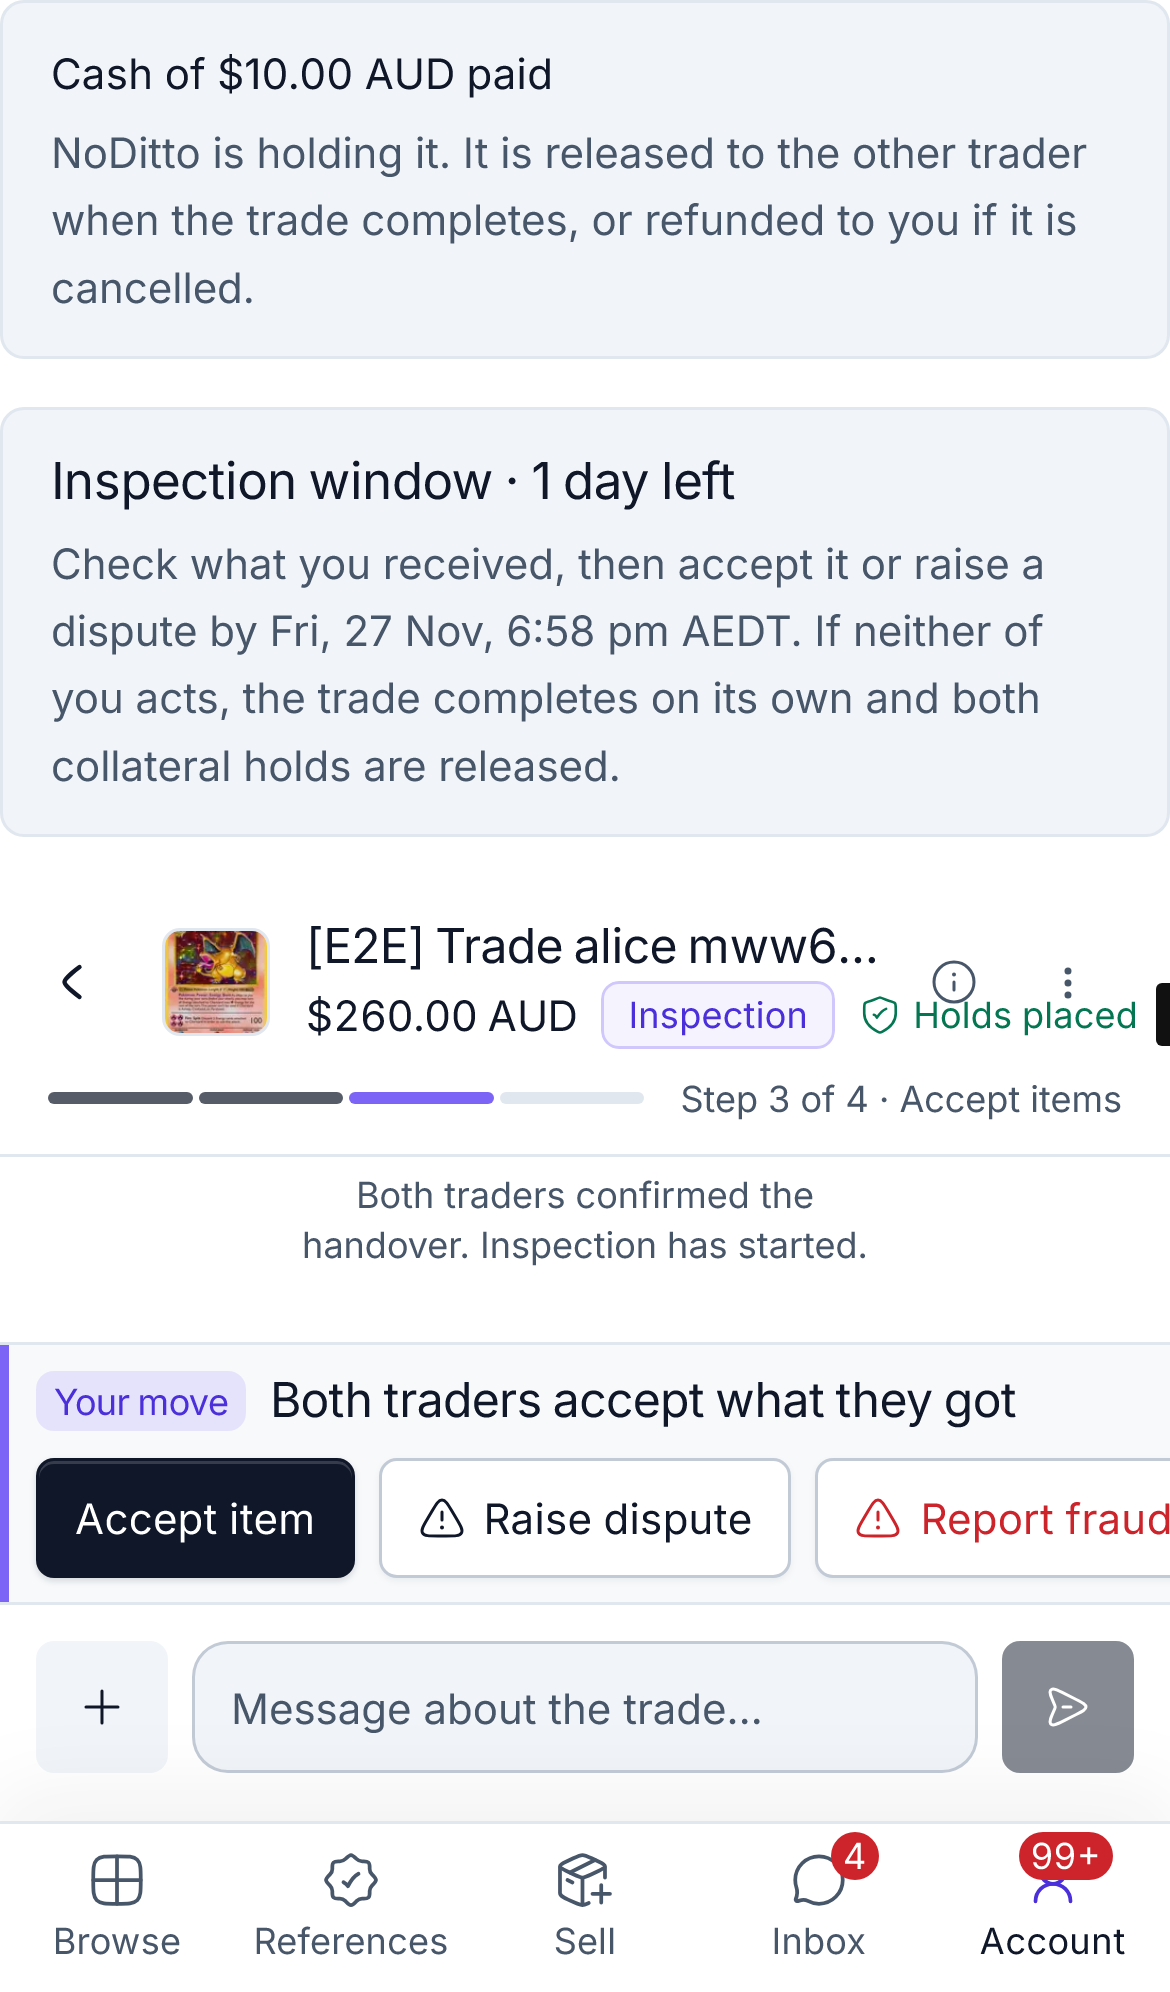 Cash of $10.00 AUD paid
NoDitto is holding it. It is released to the other trader
when the trade completes, or refunded to you if it is
cancelled.
Inspection window · 1 day left
Check what you received, then accept it or raise a
dispute by Fri, 27 Nov, 6:58 pm AEDT. If neither of
you acts, the trade completes on its own and both
collateral holds are released.
[E2E] Trade alice mww6...
$260.00 AUD Inspection Holds placed
Step 3 of 4 · Accept items
Both traders confirmed the
handover. Inspection has started.
Your move Both traders accept what they got
Accept item Raise dispute Report fraud
Message about the trade...
4 99+
Browse References Sell Inbox Account